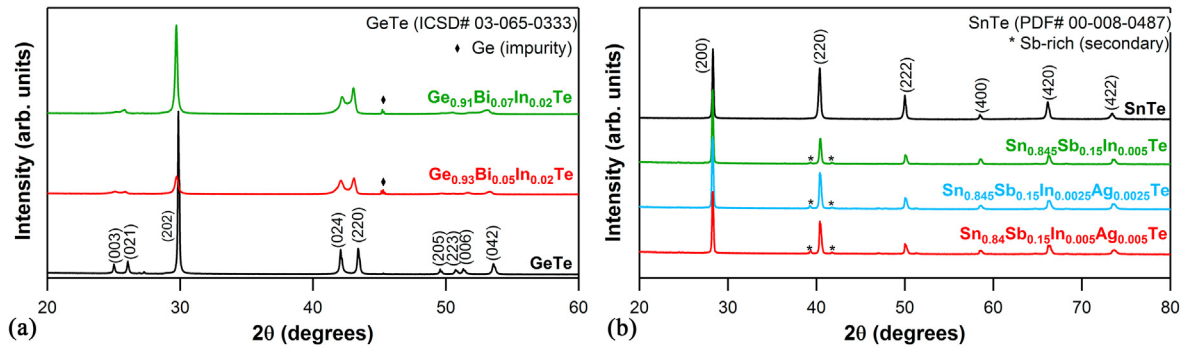 GeTe (ICSD# 03-065-0333)
♦ Ge (impurity)
Ge0.91Bi0.07In0.02Te
♦
Ge0.93Bi0.05In0.02Te
♦
(003)
(021)
(202)
(024)
(220)
(205)
(223)
(006)
(042)
GeTe
Intensity (arb. units)
20 30 40 50 60
2θ (degrees)
(a)
SnTe (PDF# 00-008-0487)
* Sb-rich (secondary)
(200)
(220)
(222)
(400)
(420)
(422)
SnTe
Sn0.845Sb0.15In0.005Te
* *
Sn0.845Sb0.15In0.0025Ag0.0025Te
* *
Sn0.84Sb0.15In0.005Ag0.005Te
* *
Intensity (arb. units)
20 30 40 50 60 70 80
2θ (degrees)
(b)